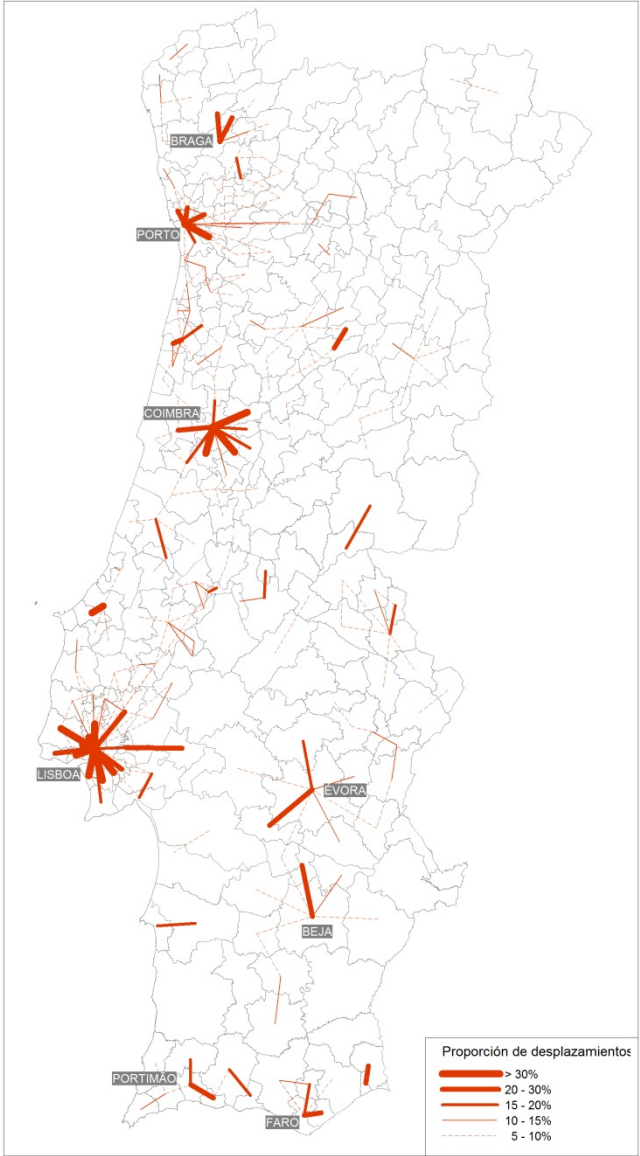 BRAGA
PORTO
COIMBRA
LISBOA
ÉVORA
BEJA
PORTIMÃO
FARO
Proporción de desplazamientos
> 30%
20 - 30%
15 - 20%
10 - 15%
5 - 10%